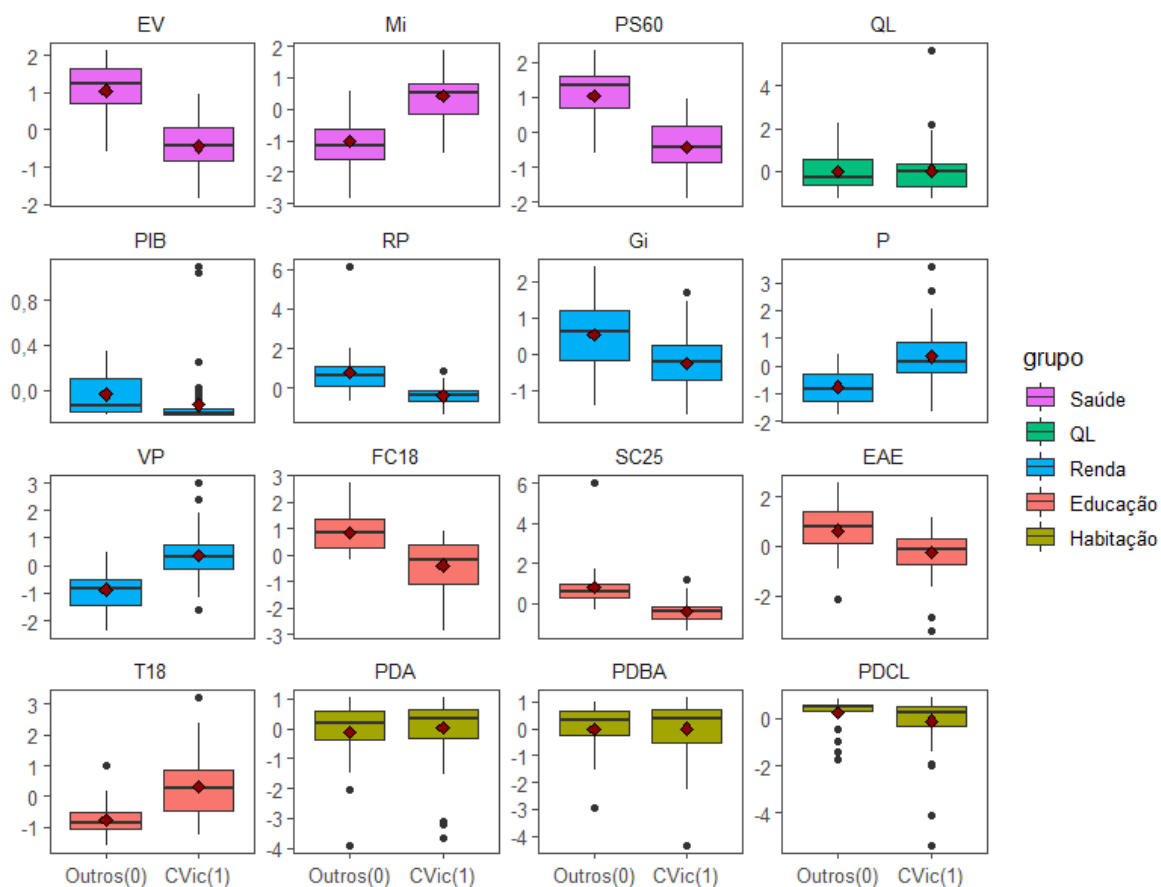 EV Mi PS60 QL
2 2 2 4
1 1 1 2
0 0 0 0
-1 -1 -1
-2 -2 -2
-3
PIB RP Gi P
0,8 6 2 3
0,4 4 1 2
0,0 2 0 1
0 -1 0
-1
-2
grupo
Saúde
QL
Renda
Educação
Habitação
VP FC18 SC25 EAE
3 3 6 2
2 2 4 0
1 1 2 -2
0 0 0
-1 -1
-2 -2
-3
T18 PDA PDBA PDCL
3 1 1 0
2 0 0 -2
1 -1 -1 -4
0 -2 -2
-1 -3 -3
-4 -4
Outros(0) CVic(1) Outros(0) CVic(1) Outros(0) CVic(1) Outros(0) CVic(1)